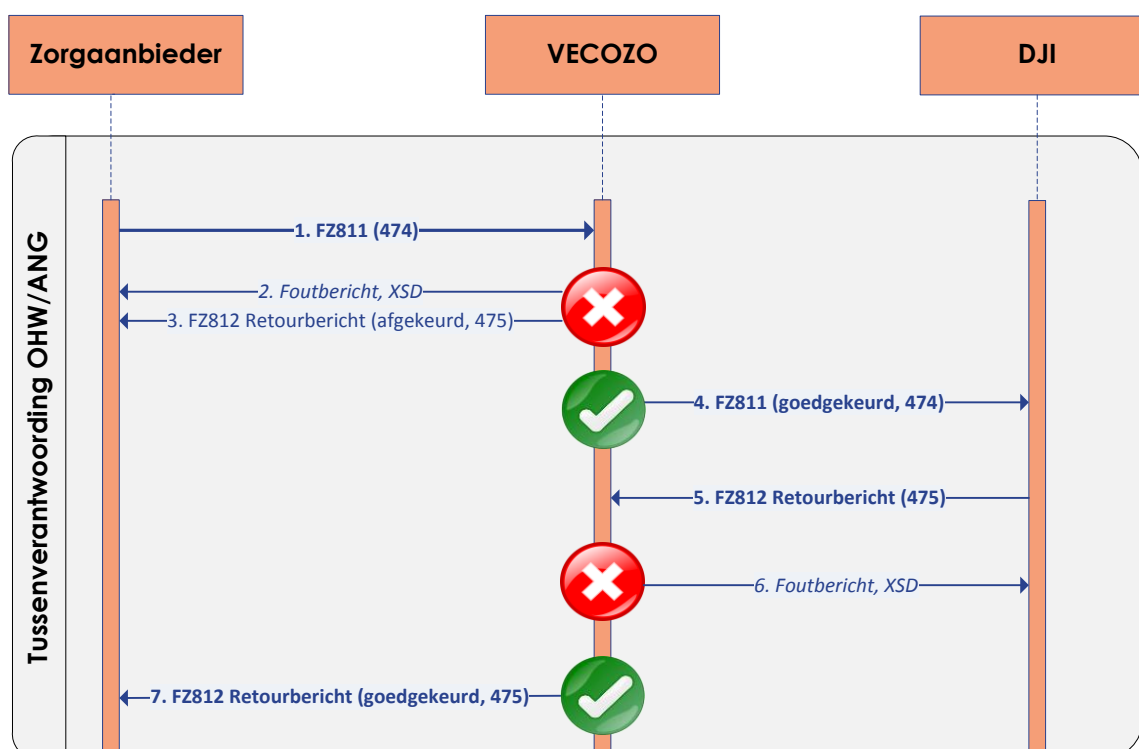 Zorgaanbieder
VECOZO
DJI
Tussenverantwoording OHW/ANG
1. FZ811 (474)
2. Foutbericht, XSD
3. FZ812 Retourbericht (afgekeurd, 475)
4. FZ811 (goedgekeurd, 474)
5. FZ812 Retourbericht (475)
6. Foutbericht, XSD
7. FZ812 Retourbericht (goedgekeurd, 475)